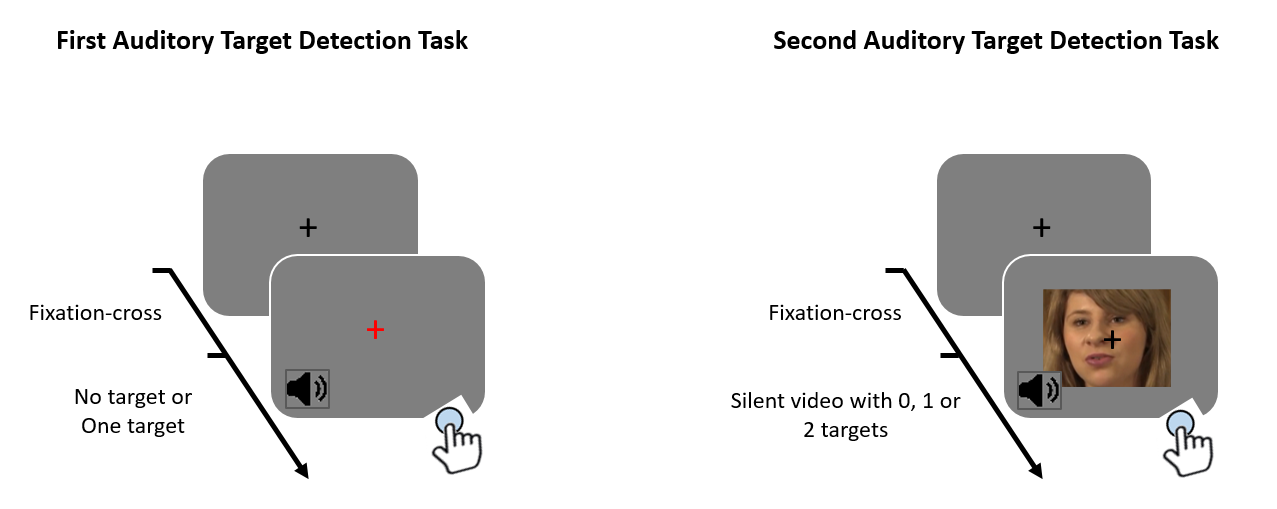 First Auditory Target Detection Task
Second Auditory Target Detection Task
Fixation-cross
No target or
One target
Fixation-cross
Silent video with 0, 1 or
2 targets